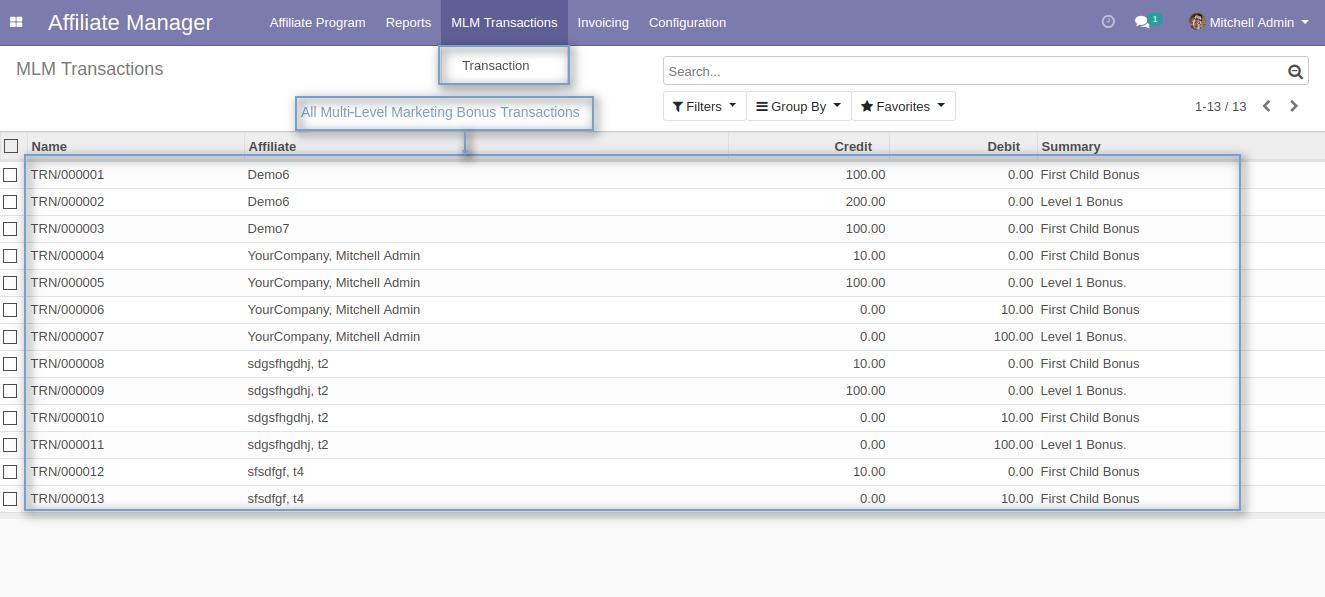 Affiliate Manager Affiliate Program Reports MLM Transactions Invoicing Configuration 1 Mitchell Admin
MLM Transactions
Transaction
Search...
All Multi-Level Marketing Bonus Transactions
Filters Group By Favorites 1-13 / 13
Name Affiliate Credit Debit Summary
TRN/000001 Demo6 100.00 0.00 First Child Bonus
TRN/000002 Demo6 200.00 0.00 Level 1 Bonus
TRN/000003 Demo7 100.00 0.00 First Child Bonus
TRN/000004 YourCompany, Mitchell Admin 10.00 0.00 First Child Bonus
TRN/000005 YourCompany, Mitchell Admin 100.00 0.00 Level 1 Bonus.
TRN/000006 YourCompany, Mitchell Admin 0.00 10.00 First Child Bonus
TRN/000007 YourCompany, Mitchell Admin 0.00 100.00 Level 1 Bonus.
TRN/000008 sdgsfhgdhj, t2 10.00 0.00 First Child Bonus
TRN/000009 sdgsfhgdhj, t2 100.00 0.00 Level 1 Bonus.
TRN/000010 sdgsfhgdhj, t2 0.00 10.00 First Child Bonus
TRN/000011 sdgsfhgdhj, t2 0.00 100.00 Level 1 Bonus.
TRN/000012 sfsdfgf, t4 10.00 0.00 First Child Bonus
TRN/000013 sfsdfgf, t4 0.00 10.00 First Child Bonus